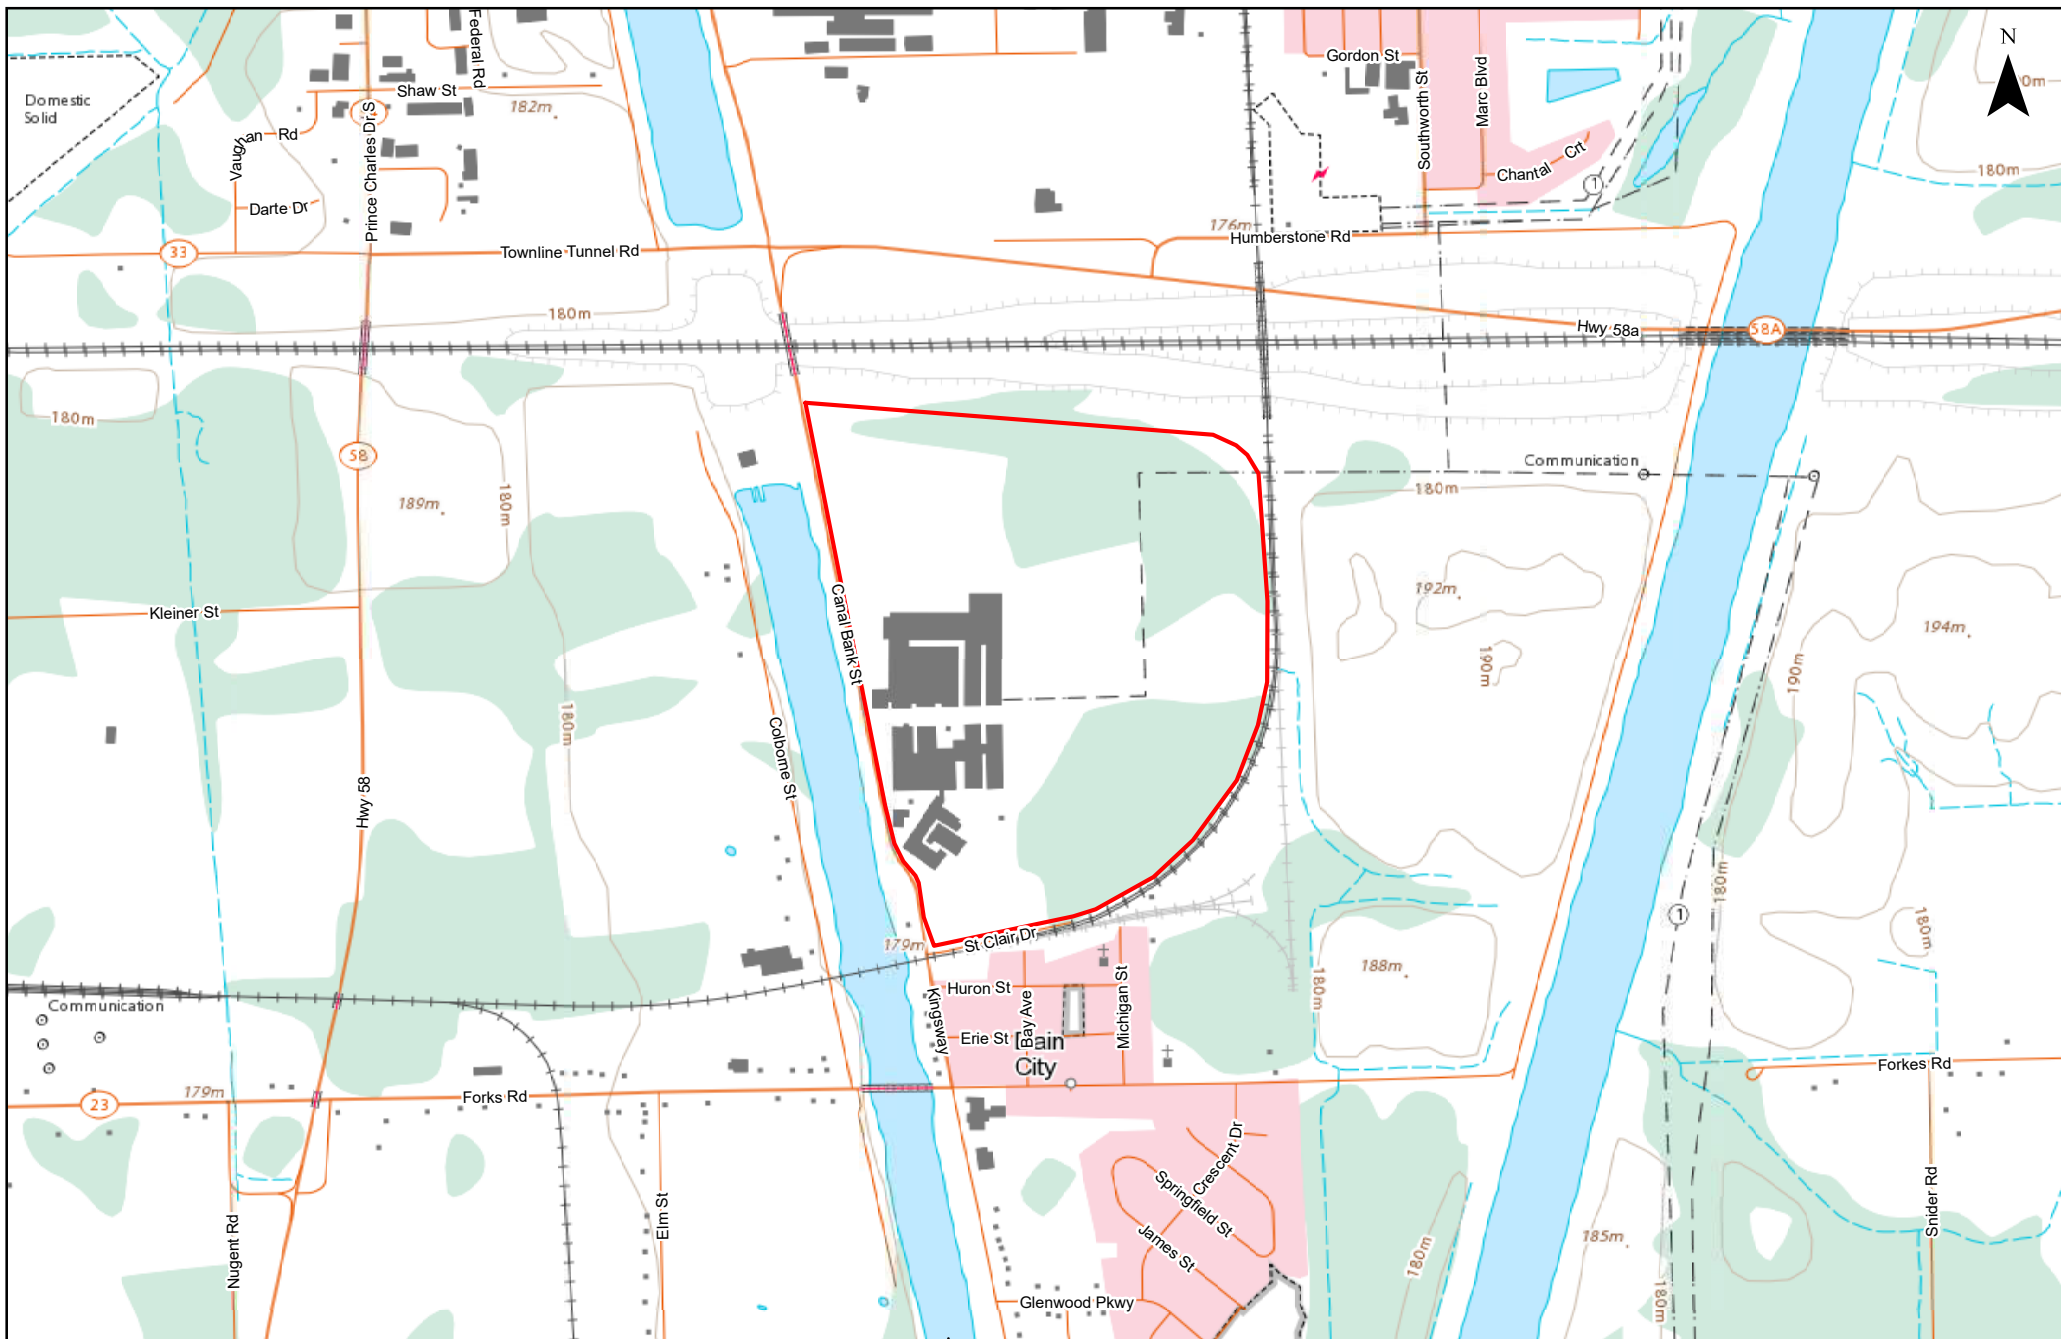 Federal Rd
N
Gordon St
0m
Domestic
Solid
Shaw St
182m
Southworth St
Marc Blvd
Prince Charles Dr S
Vaughan Rd
Chantal Crt
180m
1
Darte Dr
176m
Humberstone Rd
33
Townline Tunnel Rd
180m
Hwy 58a
58A
180m
58
Communication
180m
189m
180m
192m
Canal Bank St
Kleiner St
194m
190m
190m
180m
Colborne St
Hwy 58
180m
1
180m
179m
St Clair Dr
188m
180m
Communication
Huron St
Kingsway
Bay Ave
Michigan St
Erie St
City
Forkes Rd
179m
23
Forks Rd
Crescent Dr
Springfield St
Snider Rd
Elm St
Nugent Rd
James St
185m
180m
180m
Glenwood Pkwy